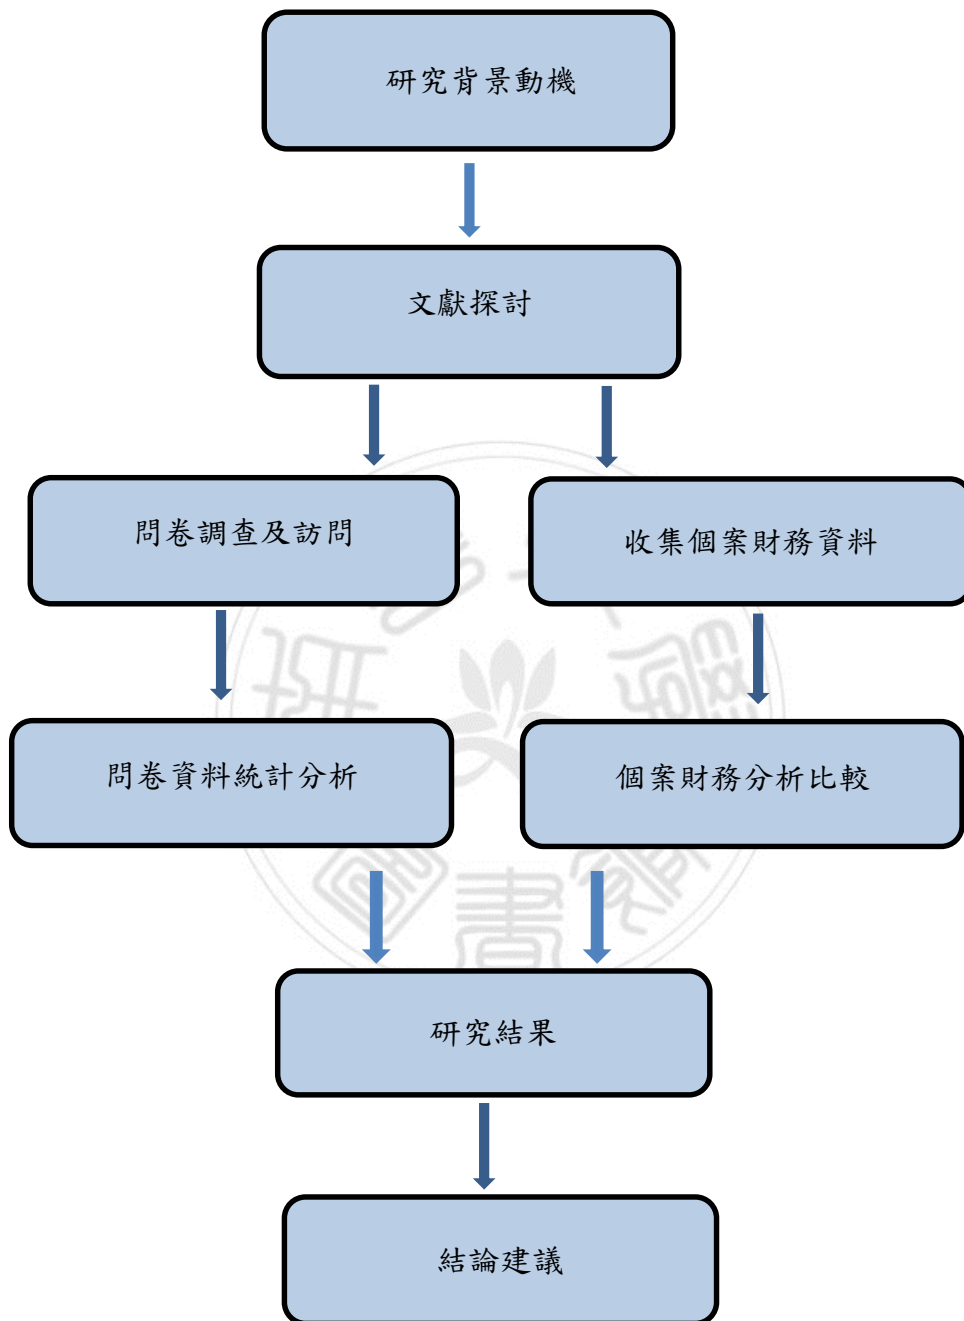 研究背景動機
文獻探討
問卷調查及訪問
收集個案財務資料
問卷資料統計分析
個案財務分析比較
研究結果
結論建議